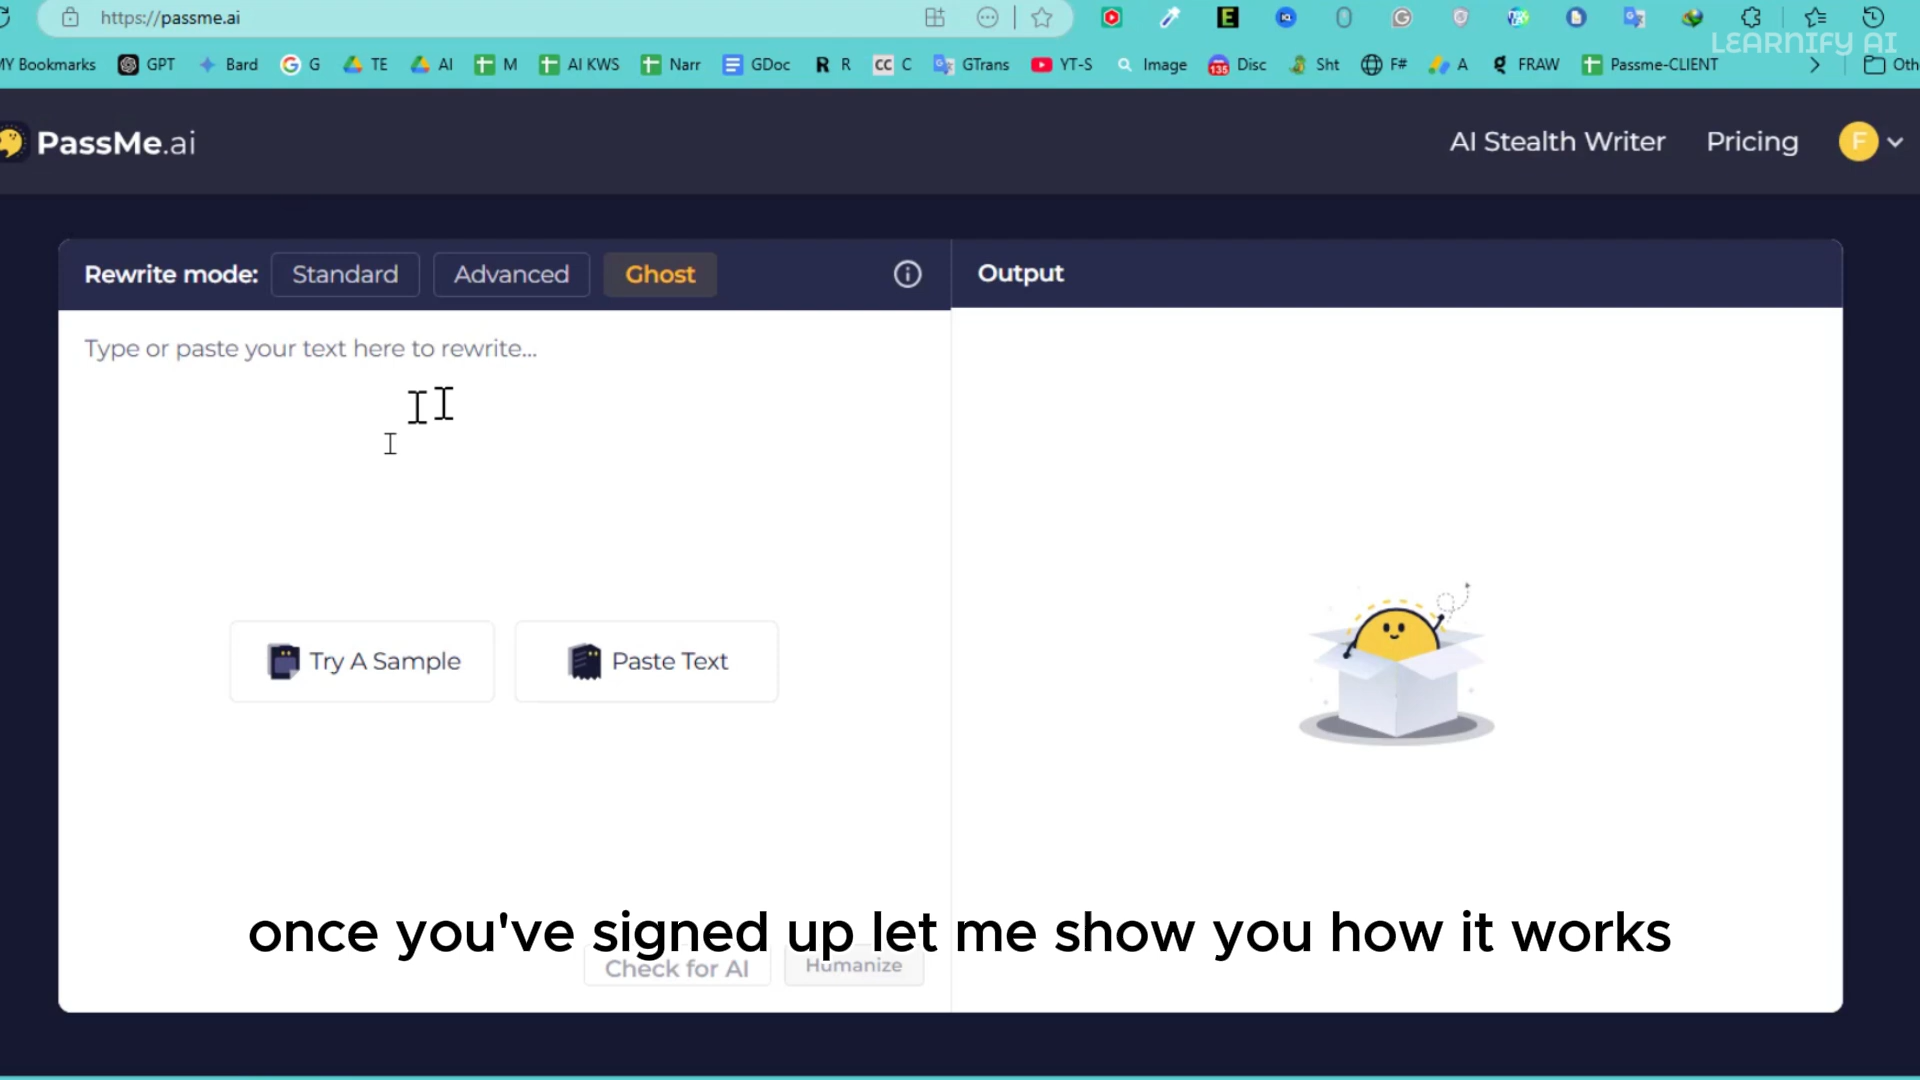 https://passme.ai
LEARNIFY AI
MY Bookmarks GPT Bard G TE AI M AI KWS Narr GDoc R R CC C GTrans YT-S Image 135 Disc Sht F# A FRAW Passme-CLIENT Oth
PassMe.ai
AI Stealth Writer Pricing F
Rewrite mode: Standard Advanced Ghost
Output
Type or paste your text here to rewrite...
Try A Sample Paste Text
once you've signed up let me show you how it works
Check for AI Humanize